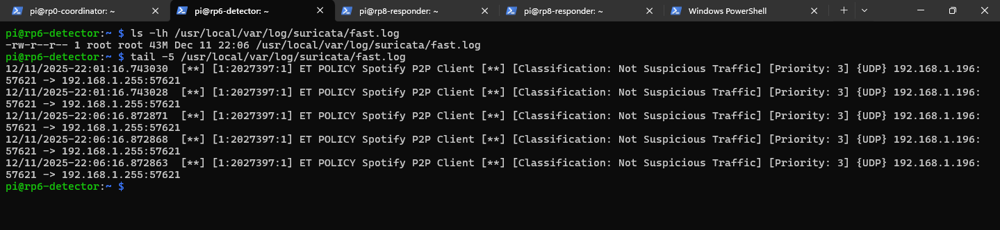 pi@rp0-coordinator: ~
pi@rp6-detector: ~
pi@rp8-responder: ~
pi@rp8-responder: ~
Windows PowerShell
pi@rp6-detector:~ $ ls -lh /usr/local/var/log/suricata/fast.log
-rw-r--r-- 1 root root 43M Dec 11 22:06 /usr/local/var/log/suricata/fast.log
pi@rp6-detector:~ $ tail -5 /usr/local/var/log/suricata/fast.log
12/11/2025-22:01:16.743030  [**] [1:2027397:1] ET POLICY Spotify P2P Client [**] [Classification: Not Suspicious Traffic] [Priority: 3] {UDP} 192.168.1.196:
57621 -> 192.168.1.255:57621
12/11/2025-22:01:16.743028  [**] [1:2027397:1] ET POLICY Spotify P2P Client [**] [Classification: Not Suspicious Traffic] [Priority: 3] {UDP} 192.168.1.196:
57621 -> 192.168.1.255:57621
12/11/2025-22:06:16.872871  [**] [1:2027397:1] ET POLICY Spotify P2P Client [**] [Classification: Not Suspicious Traffic] [Priority: 3] {UDP} 192.168.1.196:
57621 -> 192.168.1.255:57621
12/11/2025-22:06:16.872868  [**] [1:2027397:1] ET POLICY Spotify P2P Client [**] [Classification: Not Suspicious Traffic] [Priority: 3] {UDP} 192.168.1.196:
57621 -> 192.168.1.255:57621
12/11/2025-22:06:16.872863  [**] [1:2027397:1] ET POLICY Spotify P2P Client [**] [Classification: Not Suspicious Traffic] [Priority: 3] {UDP} 192.168.1.196:
57621 -> 192.168.1.255:57621
pi@rp6-detector:~ $